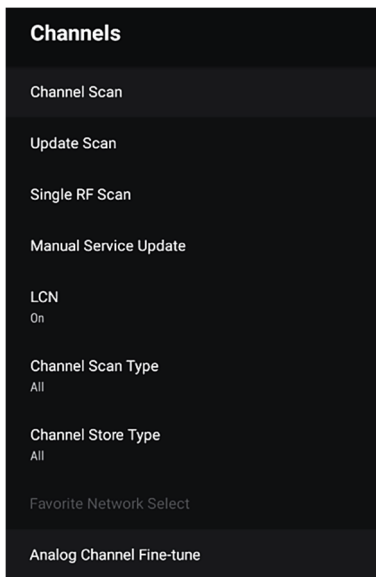 Channels
Channel Scan
Update Scan
Single RF Scan
Manual Service Update
LCN
On
Channel Scan Type
All
Channel Store Type
All
Favorite Network Select
Analog Channel Fine-tune